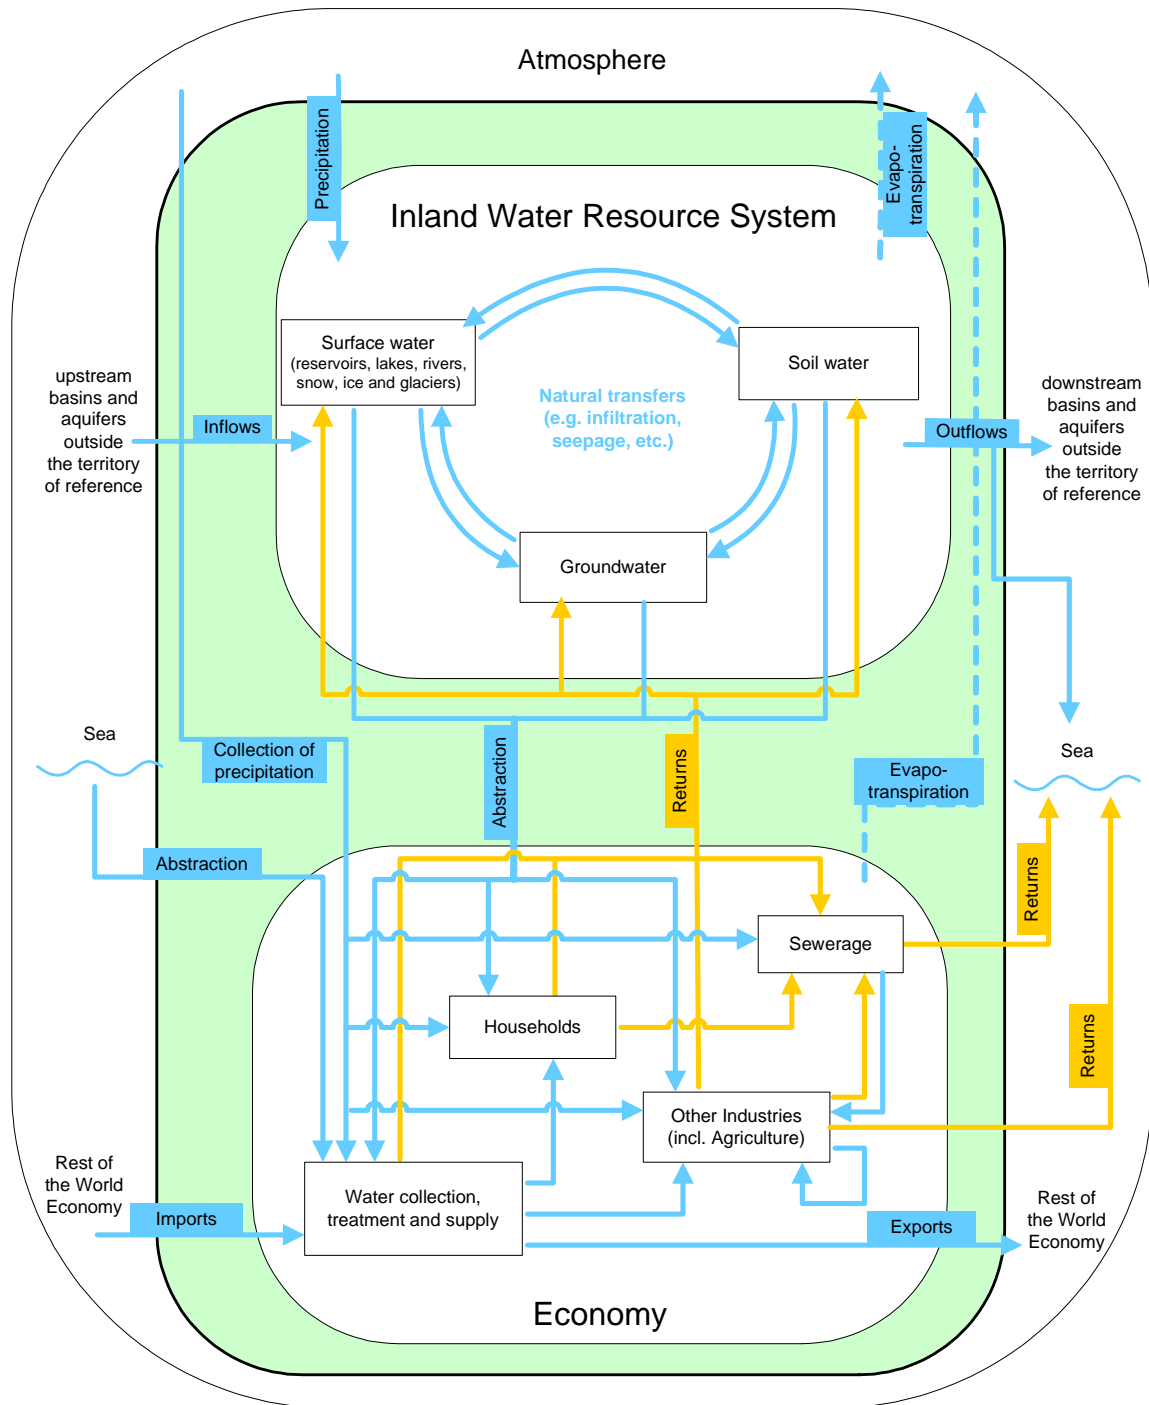 Atmosphere
Precipitation
Evapo-
transpiration
Inland Water Resource System
Surface water
(reservoirs, lakes, rivers,
snow, ice and glaciers)
Soil water
Natural transfers
(e.g. infiltration,
seepage, etc.)
upstream
basins and
aquifers
outside
the territory
of reference
Inflows
Outflows
downstream
basins and
aquifers
outside
the territory
of reference
Groundwater
Sea
Collection of
precipitation
Abstraction
Returns
Evapo-
transpiration
Sea
Abstraction
Returns
Sewerage
Households
Returns
Other Industries
(incl. Agriculture)
Rest of
the World
Economy
Imports
Water collection,
treatment and supply
Exports
Rest of
the World
Economy
Economy